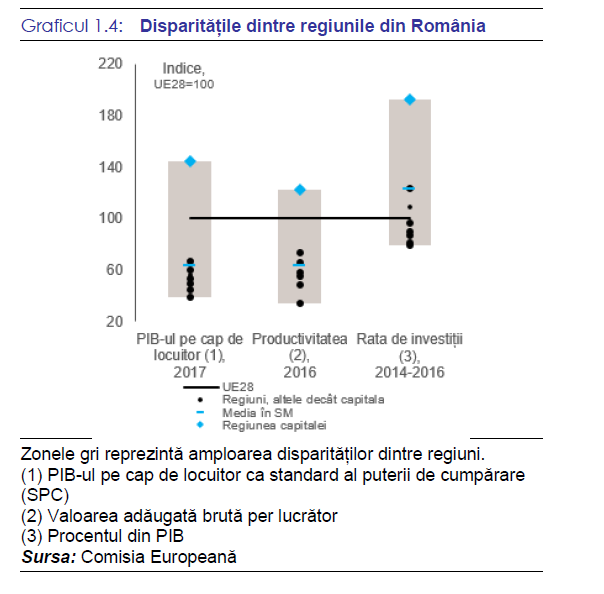 Graficul 1.4: Disparitățile dintre regiunile din România
220
180
140
100
60
20
Indice,
UE28=100
PIB-ul pe cap de
locuitor (1),
2017
Productivitatea
(2),
2016
Rata de investiții
(3),
2014-2016
UE28
Regiuni, altele decât capitala
Media în SM
Regiunea capitalei
Zonele gri reprezintă amploarea disparităților dintre regiuni.
(1) PIB-ul pe cap de locuitor ca standard al puterii de cumpărare
(SPC)
(2) Valoarea adăugată brută per lucrător
(3) Procentul din PIB
Sursa: Comisia Europeană